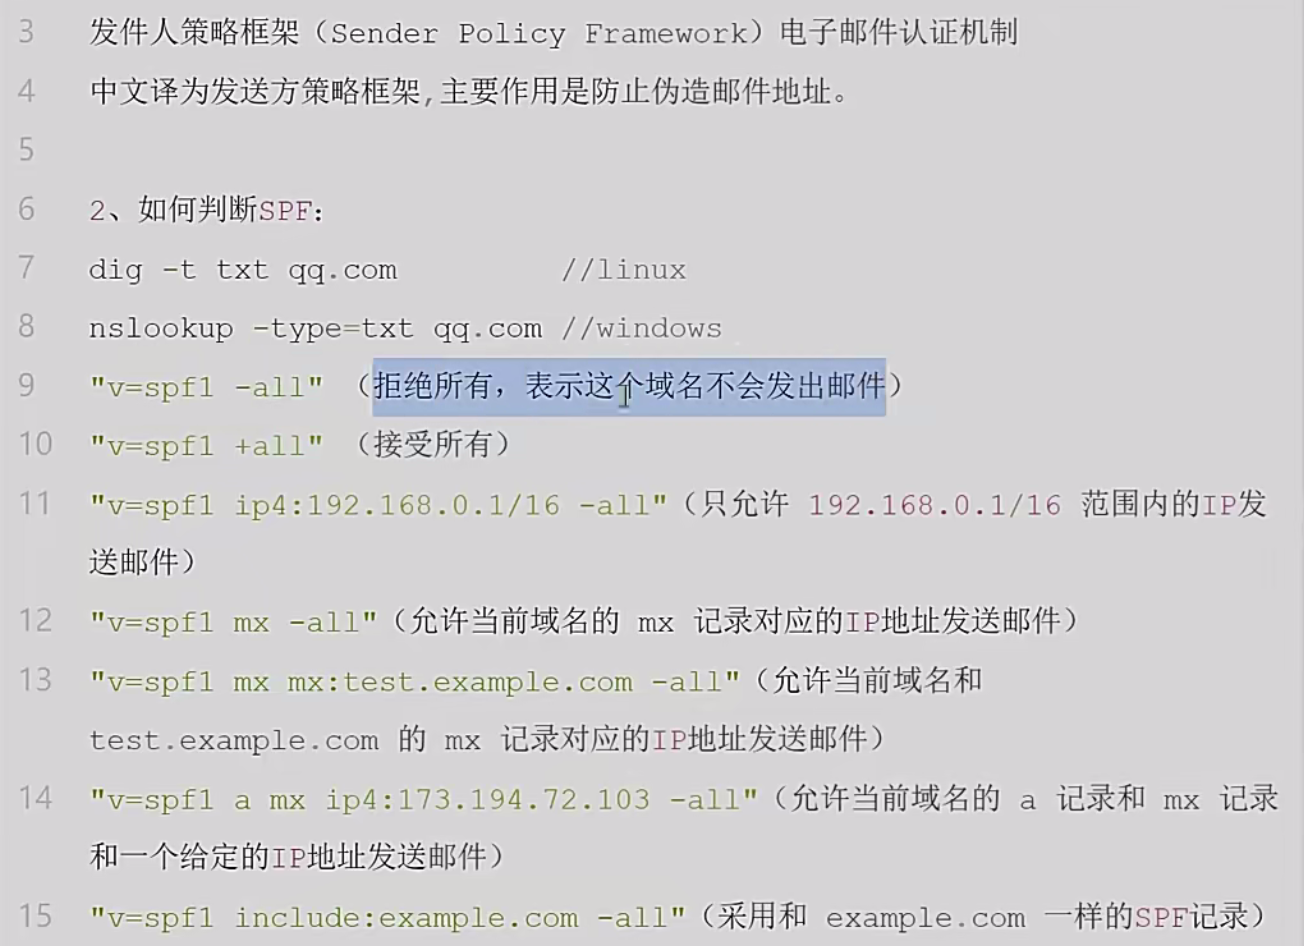 3 发件人策略框架（Sender Policy Framework）电子邮件认证机制
4 中文译为发送方策略框架,主要作用是防止伪造邮件地址。
5
6 2、如何判断SPF：
7 dig -t txt qq.com //linux
8 nslookup -type=txt qq.com //windows
9 "v=spf1 -all" （拒绝所有，表示这个域名不会发出邮件）
10 "v=spf1 +all" （接受所有）
11 "v=spf1 ip4:192.168.0.1/16 -all"（只允许 192.168.0.1/16 范围内的IP发
送邮件）
12 "v=spf1 mx -all"（允许当前域名的 mx 记录对应的IP地址发送邮件）
13 "v=spf1 mx mx:test.example.com -all"（允许当前域名和
test.example.com 的 mx 记录对应的IP地址发送邮件）
14 "v=spf1 a mx ip4:173.194.72.103 -all"（允许当前域名的 a 记录和 mx 记录
和一个给定的IP地址发送邮件）
15 "v=spf1 include:example.com -all"（采用和 example.com 一样的SPF记录）